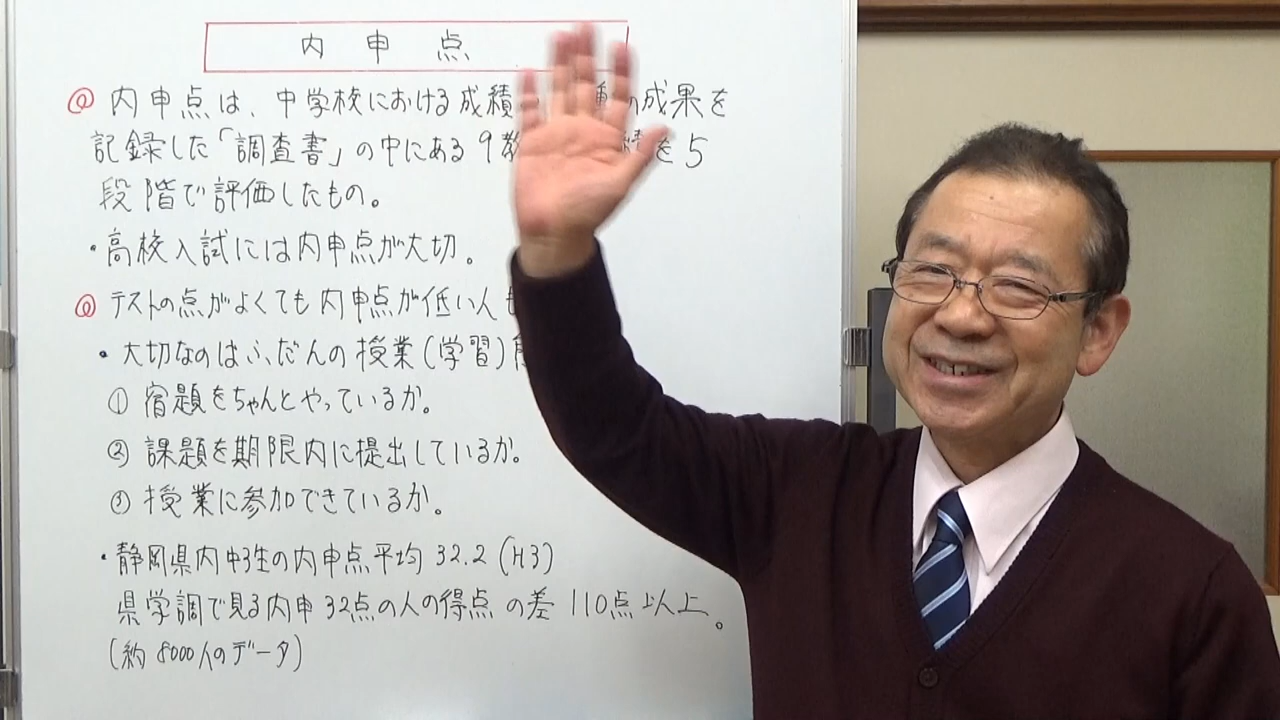 内申点
◎ 内申点は、中学校における成績 の成果を
記録した「調査書」の中にある9教 を5
段階で評価したもの。
・高校入試には内申点が大切。
◎ テストの点がよくても内申点が低い人も
・大切なのはふだんの授業(学習)
① 宿題をちゃんとやっているか。
② 課題を期限内に提出しているか。
③ 授業に参加できているか。
・静岡県内中3生の内申点平均 32.2 (H3)
県学調で見る内申32点の人の得点の差 110点以上。
(約8000人のデータ)